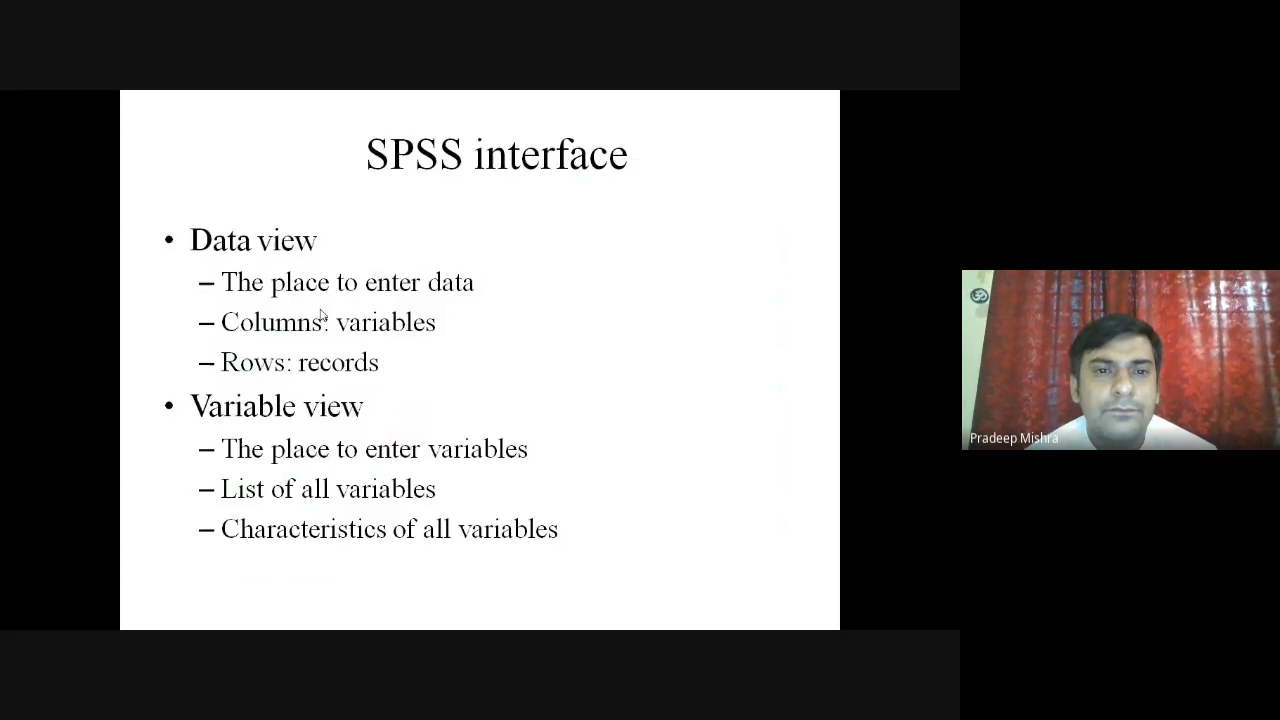 SPSS interface
• Data view
– The place to enter data
– Columns: variables
– Rows: records
• Variable view
– The place to enter variables
– List of all variables
– Characteristics of all variables
ॐ
Pradeep Mishra